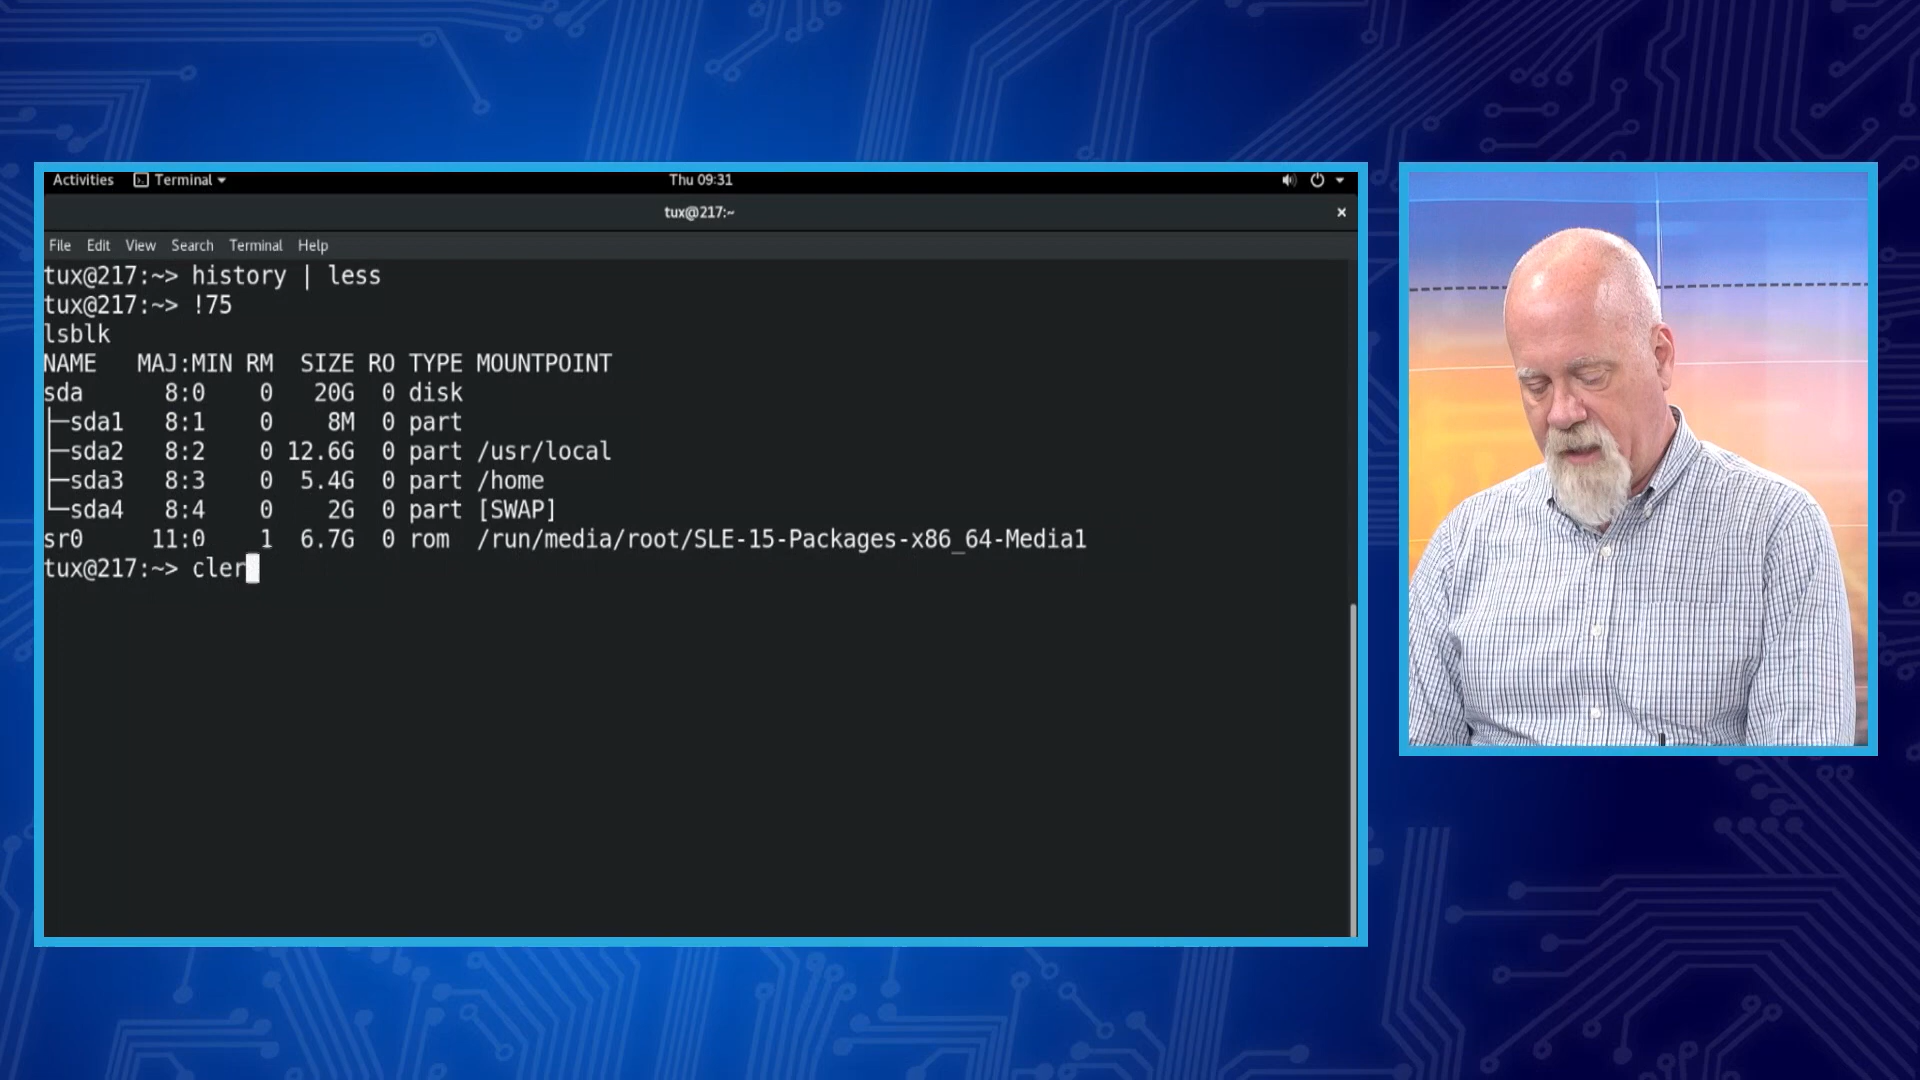 Activities Terminal Thu 09:31
tux@217:~ ×
File Edit View Search Terminal Help
tux@217:~> history | less
tux@217:~> !75
lsblk
NAME   MAJ:MIN RM   SIZE RO TYPE MOUNTPOINT
sda      8:0    0    20G  0 disk
├─sda1   8:1    0     8M  0 part
├─sda2   8:2    0 12.6G  0 part /usr/local
├─sda3   8:3    0   5.4G  0 part /home
└─sda4   8:4    0     2G  0 part [SWAP]
sr0     11:0    1   6.7G  0 rom  /run/media/root/SLE-15-Packages-x86_64-Media1
tux@217:~> cler